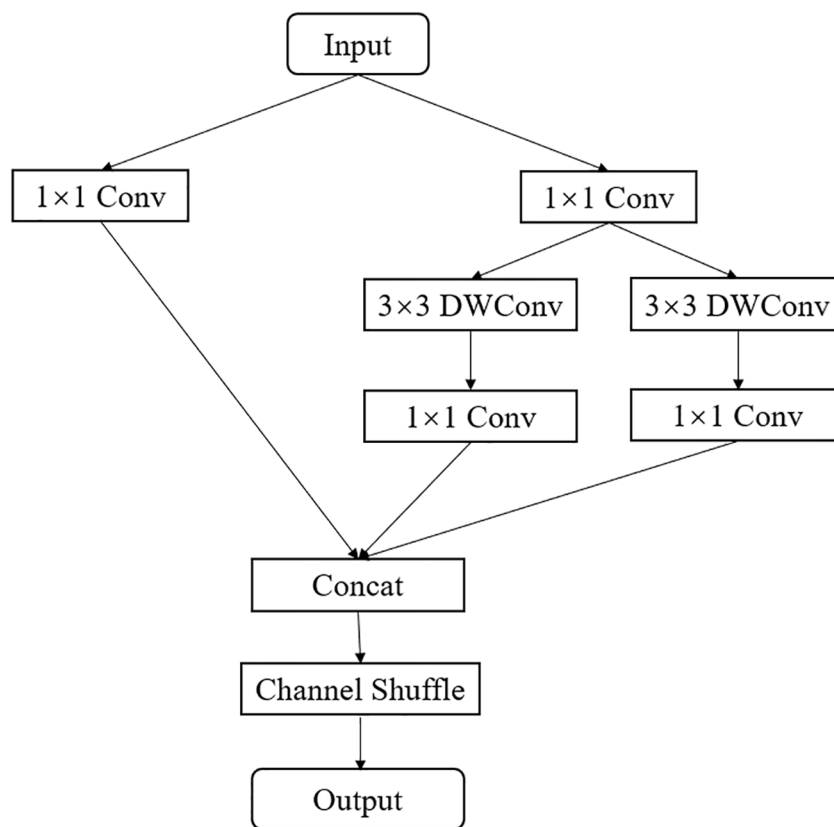 Input
1×1 Conv
1×1 Conv
3×3 DWConv
3×3 DWConv
1×1 Conv
1×1 Conv
Concat
Channel Shuffle
Output